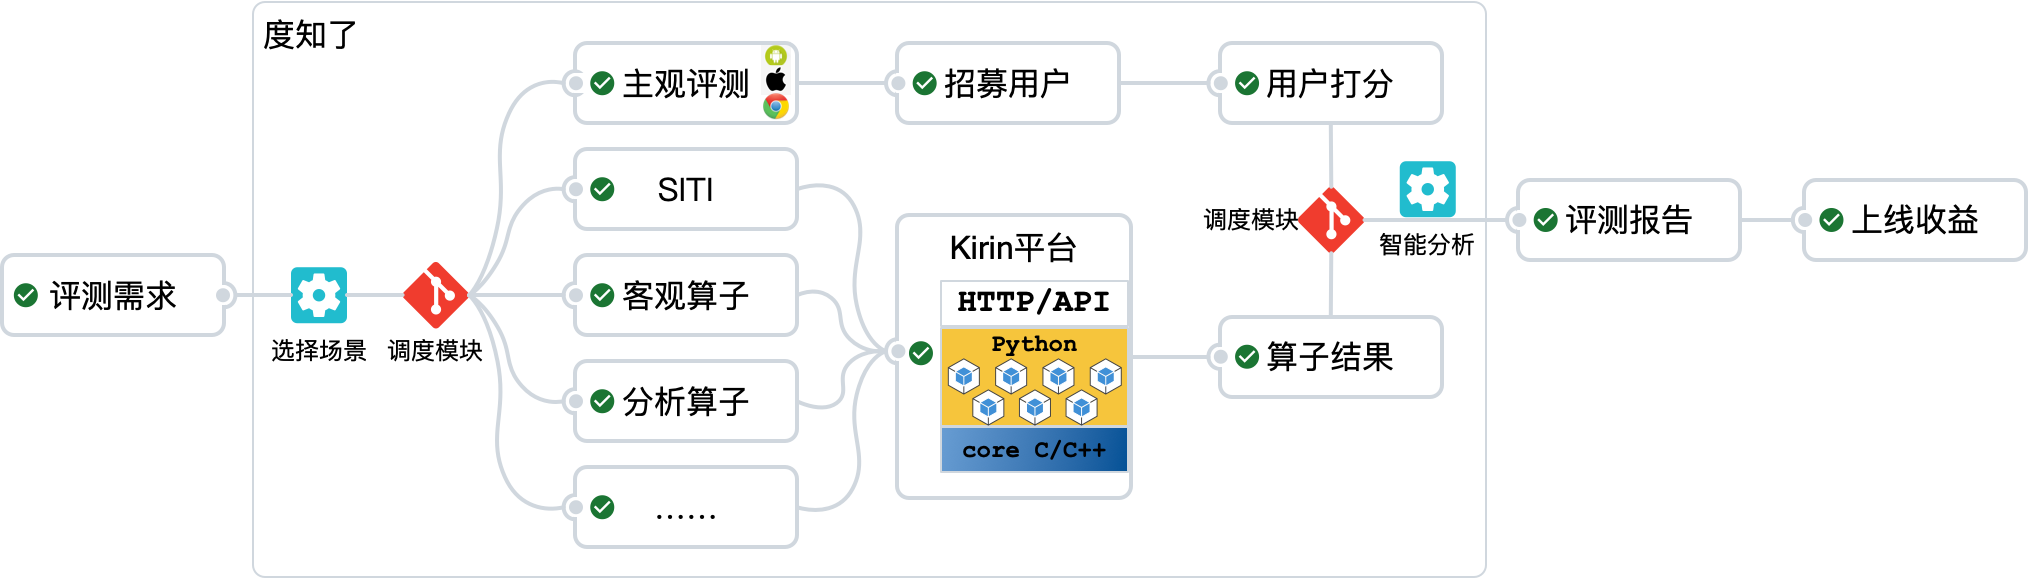 度知了
评测需求
选择场景
调度模块
主观评测
招募用户
用户打分
SITI
客观算子
分析算子
......
Kirin平台
HTTP/API
Python
core C/C++
算子结果
调度模块
智能分析
评测报告
上线收益